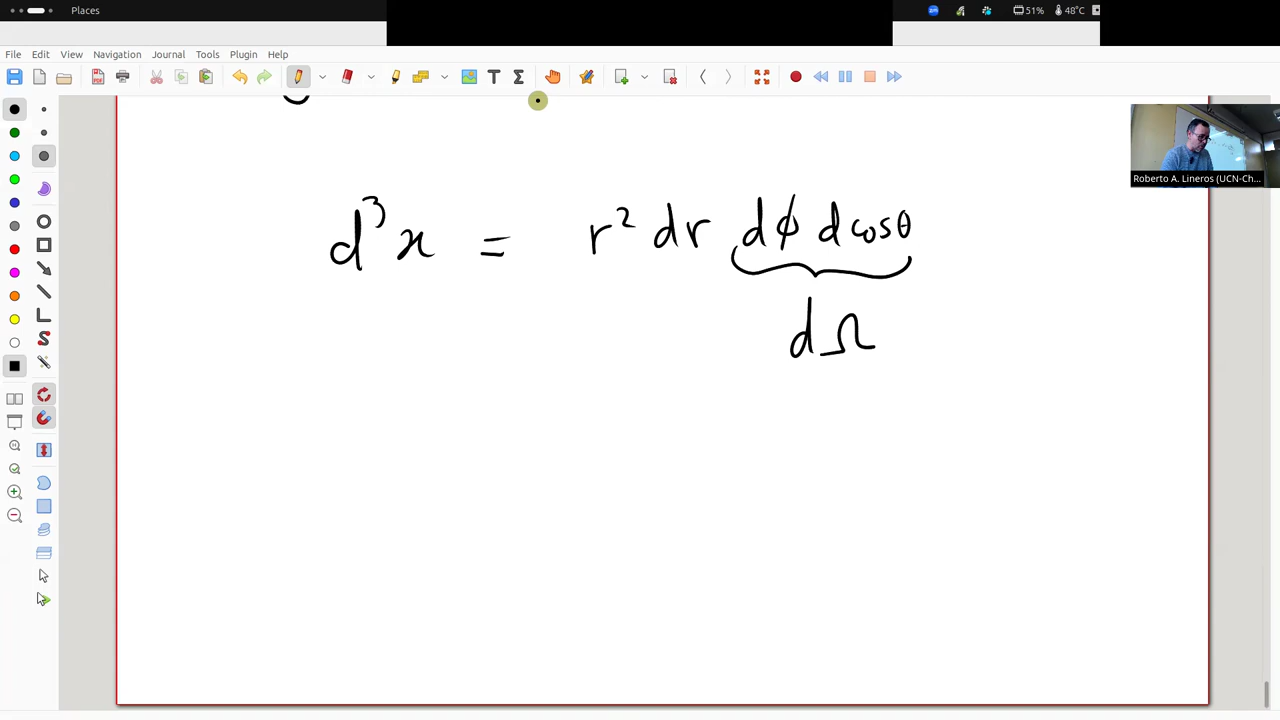 Places
51%
48°C
File Edit View Navigation Journal Tools Plugin Help
d³x = r² dr dϕ d cosθ
dΩ
Roberto A. Lineros (UCN-Ch...